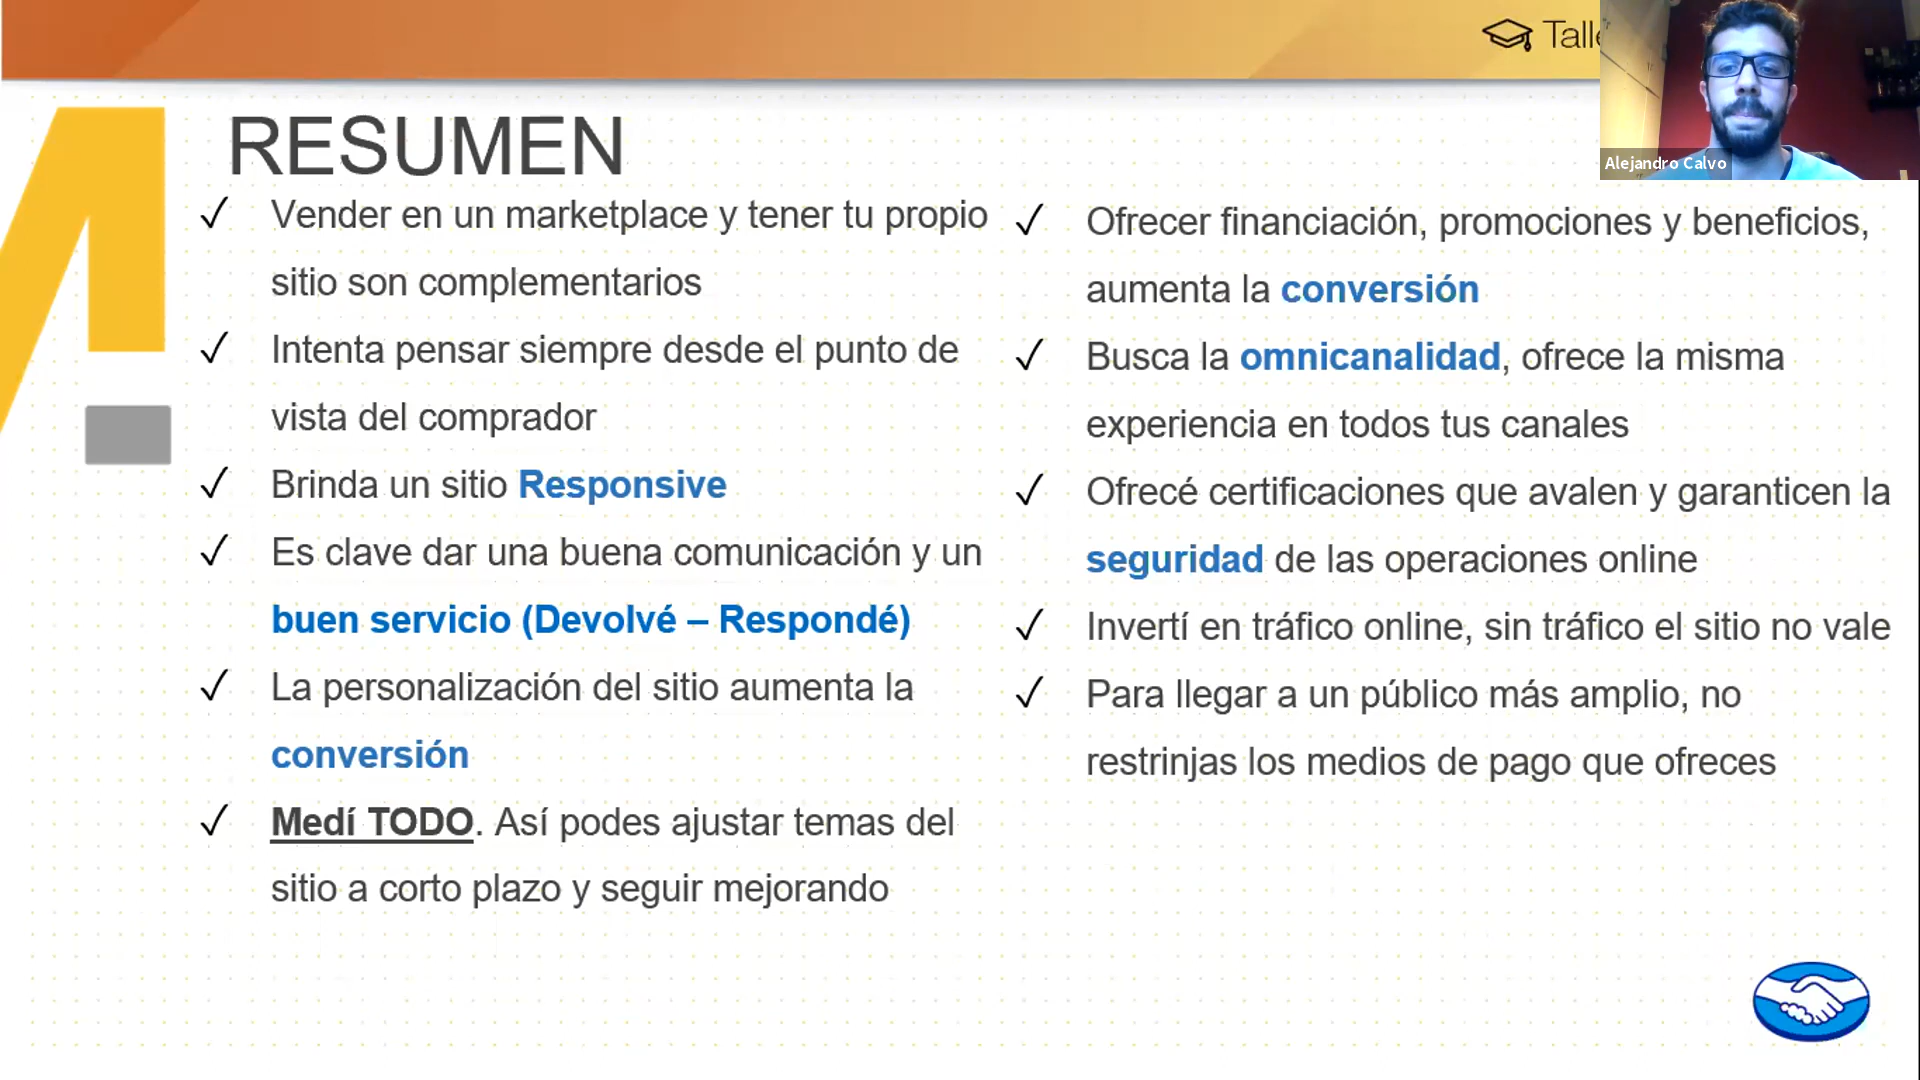 Alejandro Calvo
RESUMEN
✓ Vender en un marketplace y tener tu propio
sitio son complementarios
✓ Intenta pensar siempre desde el punto de
vista del comprador
✓ Brinda un sitio Responsive
✓ Es clave dar una buena comunicación y un
buen servicio (Devolvé – Respondé)
✓ La personalización del sitio aumenta la
conversión
✓ Medí TODO. Así podes ajustar temas del
sitio a corto plazo y seguir mejorando
✓ Ofrecer financiación, promociones y beneficios,
aumenta la conversión
✓ Busca la omnicanalidad, ofrece la misma
experiencia en todos tus canales
✓ Ofrecé certificaciones que avalen y garanticen la
seguridad de las operaciones online
✓ Invertí en tráfico online, sin tráfico el sitio no vale
✓ Para llegar a un público más amplio, no
restrinjas los medios de pago que ofreces